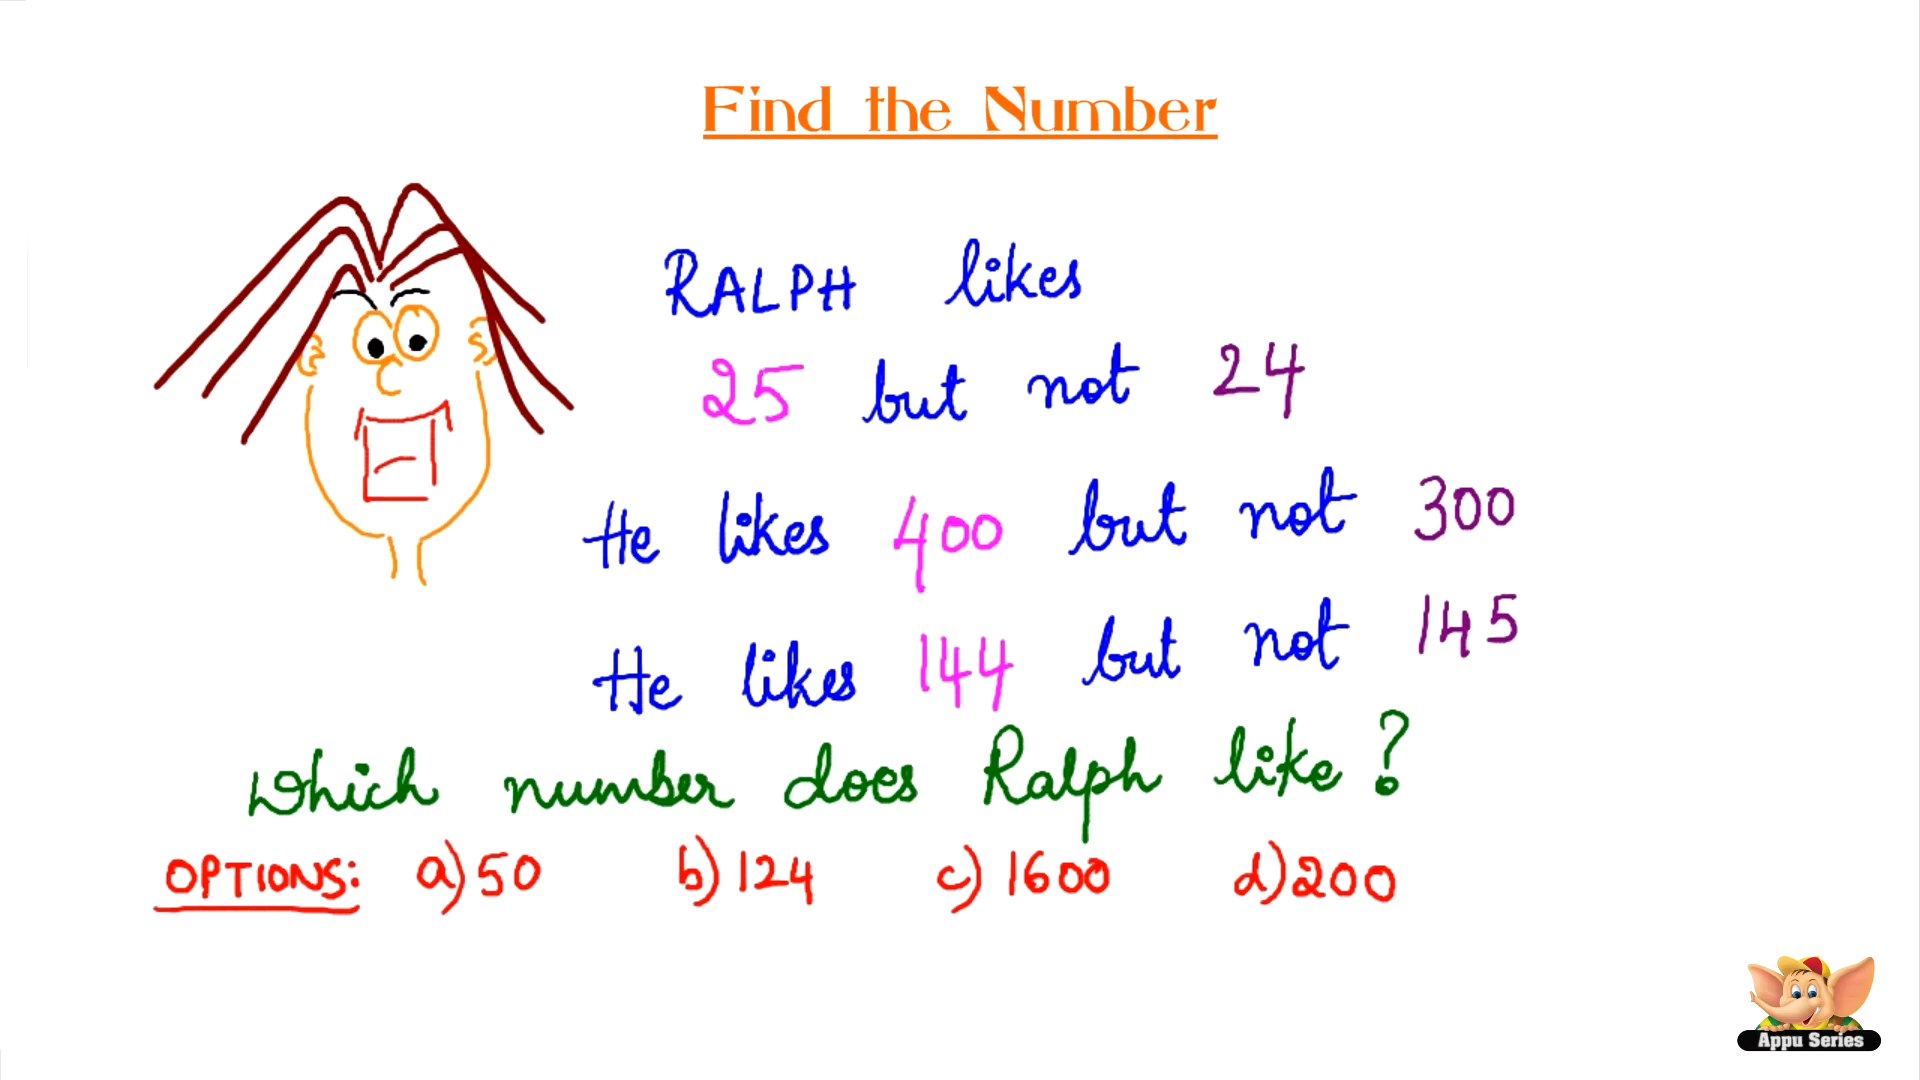 Find the Number
RALPH likes
25 but not 24
He likes 400 but not 300
He likes 144 but not 145
Which number does Ralph like?
OPTIONS: a) 50 b) 124 c) 1600 d) 200
Appu Series